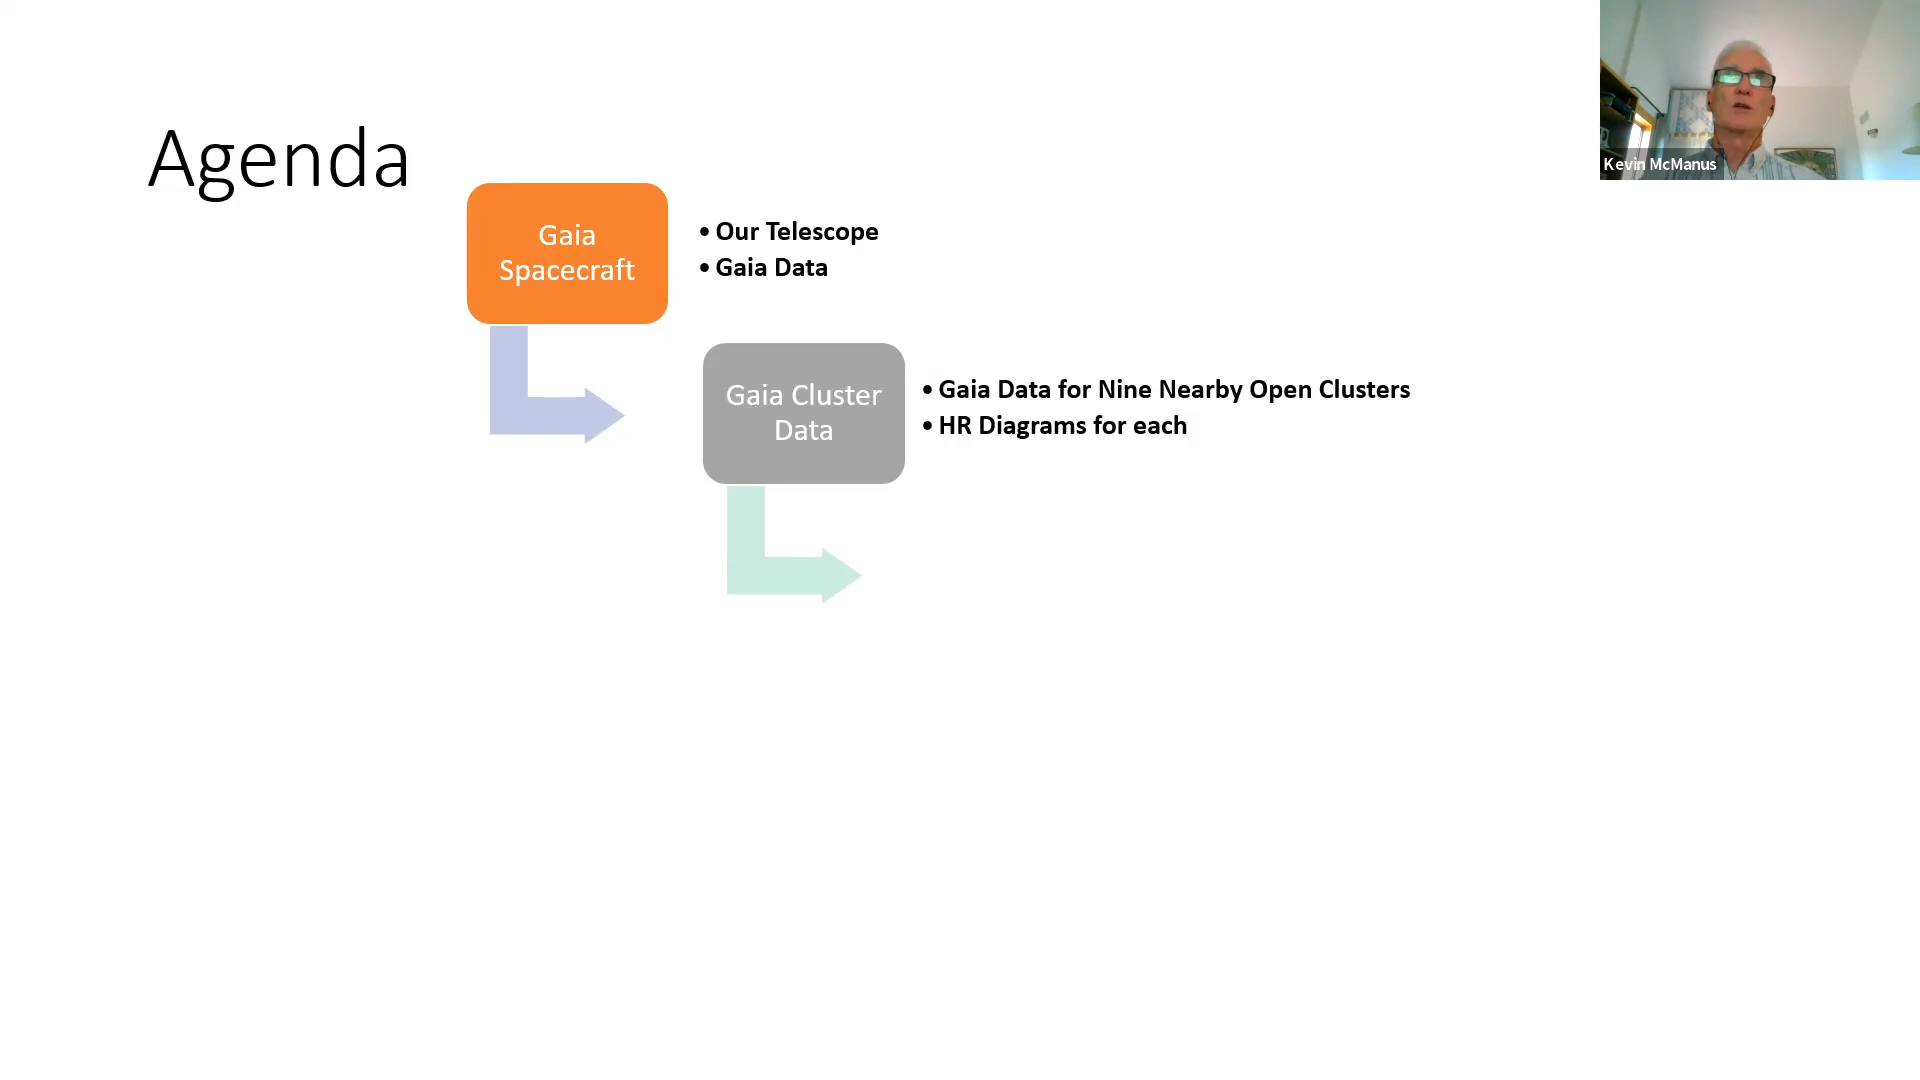 Agenda
Gaia
Spacecraft
• Our Telescope
• Gaia Data
Gaia Cluster
Data
• Gaia Data for Nine Nearby Open Clusters
• HR Diagrams for each
Kevin McManus